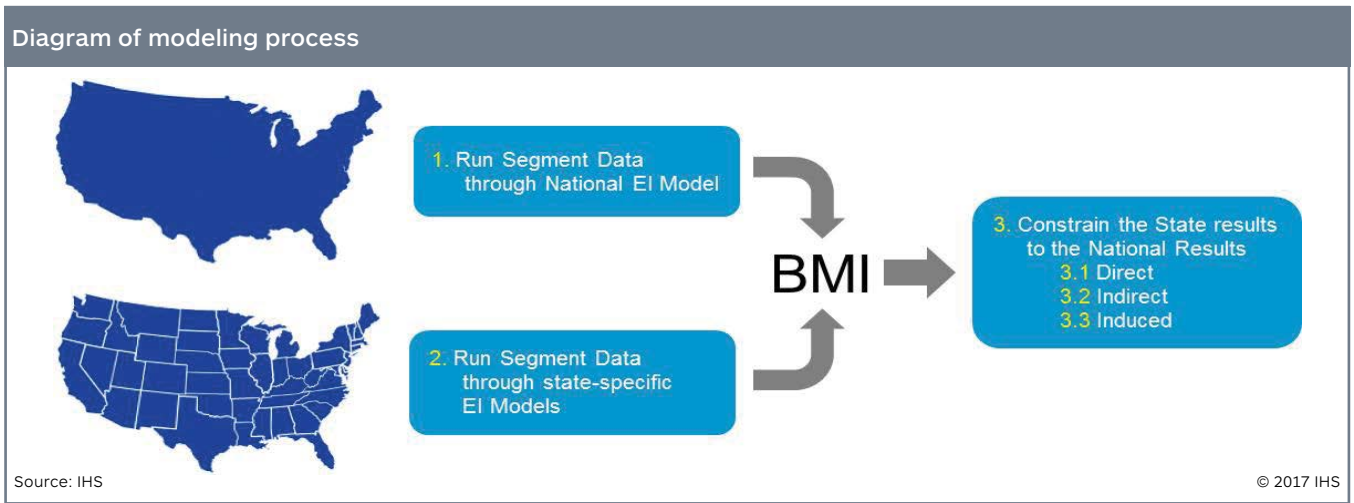 Diagram of modeling process
1. Run Segment Data
through National EI Model
BMI
3. Constrain the State results
to the National Results
3.1 Direct
3.2 Indirect
3.3 Induced
2. Run Segment Data
through state-specific
EI Models
Source: IHS
© 2017 IHS